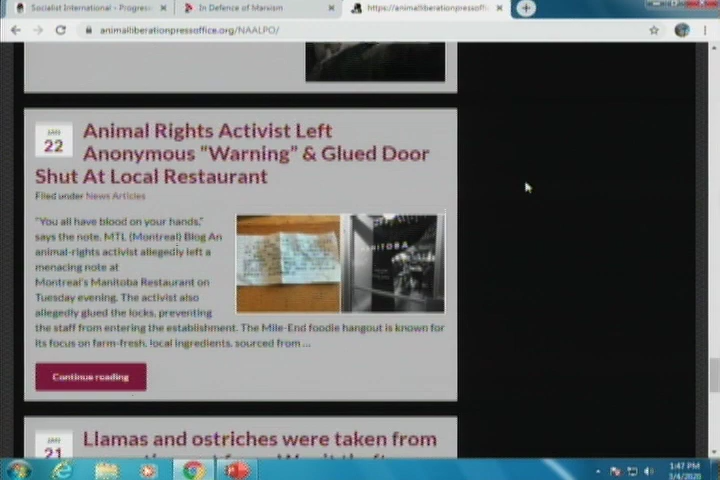 Socialist International - Progress
In Defence of Marxism
https://animalliberationpressoffic
animalliberationpressoffice.org/NAALPO/
JAN
22
Animal Rights Activist Left
Anonymous "Warning" & Glued Door
Shut At Local Restaurant
Filed under News Articles
"You all have blood on your hands,"
says the note. MTL (Montreal) Blog An
animal-rights activist allegedly left a
menacing note at
Montreal's Manitoba Restaurant on
Tuesday evening. The activist also
allegedly glued the locks, preventing
the staff from entering the establishment. The Mile-End foodie hangout is known for
its focus on farm-fresh, local ingredients, sourced from ...
NITOBA
Continue reading
JAN
21
Llamas and ostriches were taken from
1:47 PM
3/4/2020